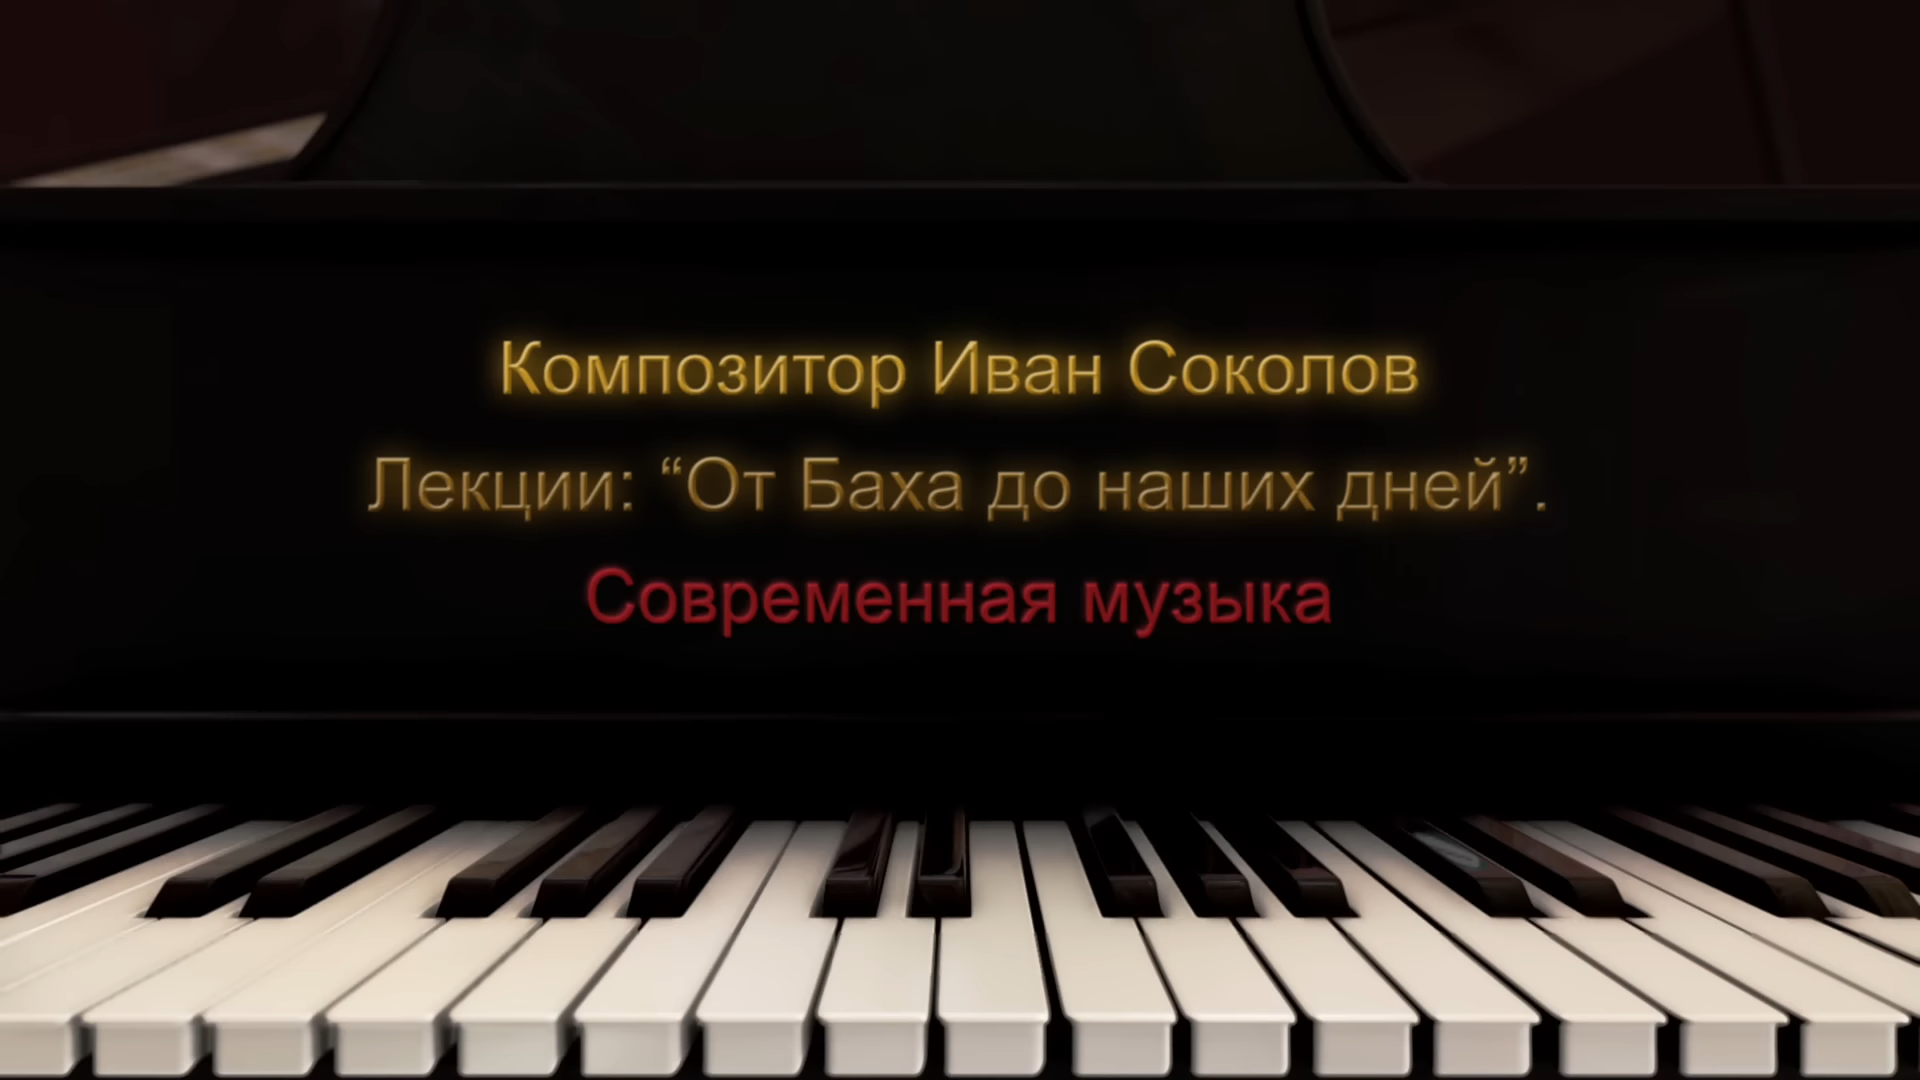 Композитор Иван Соколов
Лекции: “От Баха до наших дней”.
Современная музыка